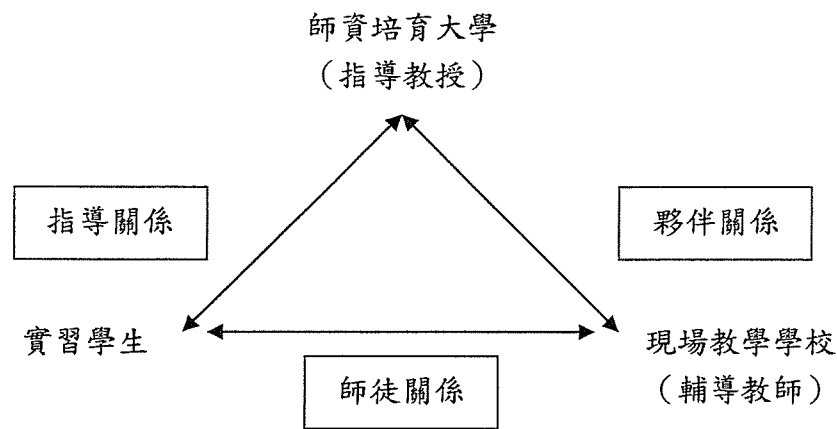 師資培育大學
（指導教授）
指導關係
夥伴關係
實習學生
現場教學學校
（輔導教師）
師徒關係